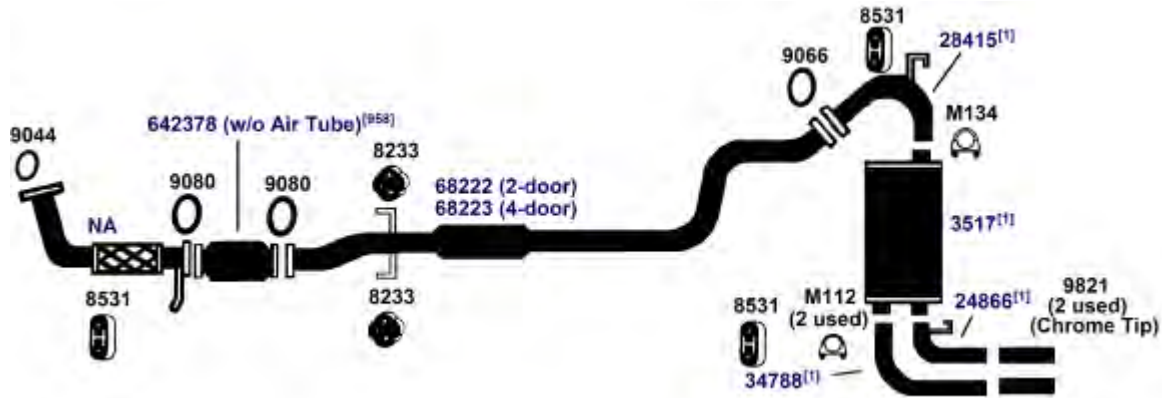 8531
28415[1]
9066
M134
642378 (w/o Air Tube)[958]
9044
8233
9080
9080
68222 (2-door)
68223 (4-door)
NA
3517[1]
8531
8233
8531
M112
(2 used)
24866[1]
9821
(2 used)
(Chrome Tip)
34788[1]